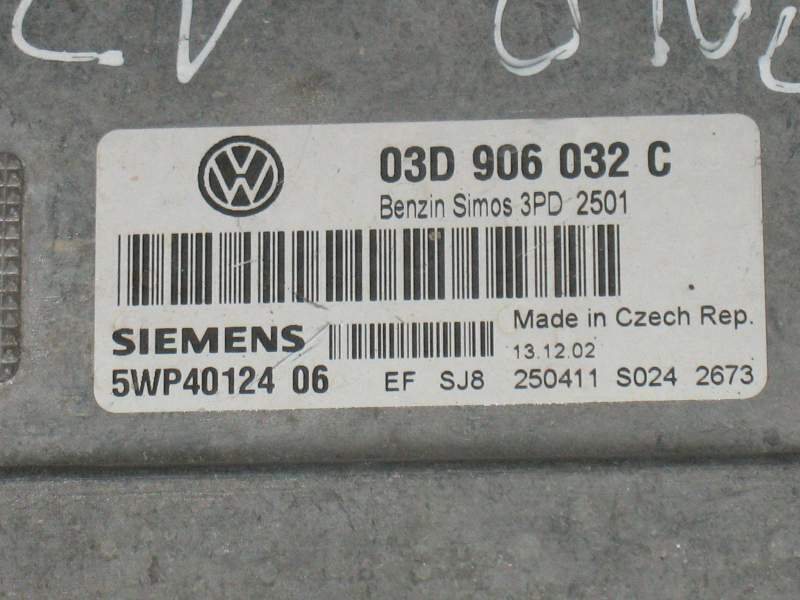 03D 906 032 C
Benzin Simos 3PD 2501
SIEMENS
Made in Czech Rep.
13.12.02
5WP40124 06 EF SJ8 250411 S024 2673